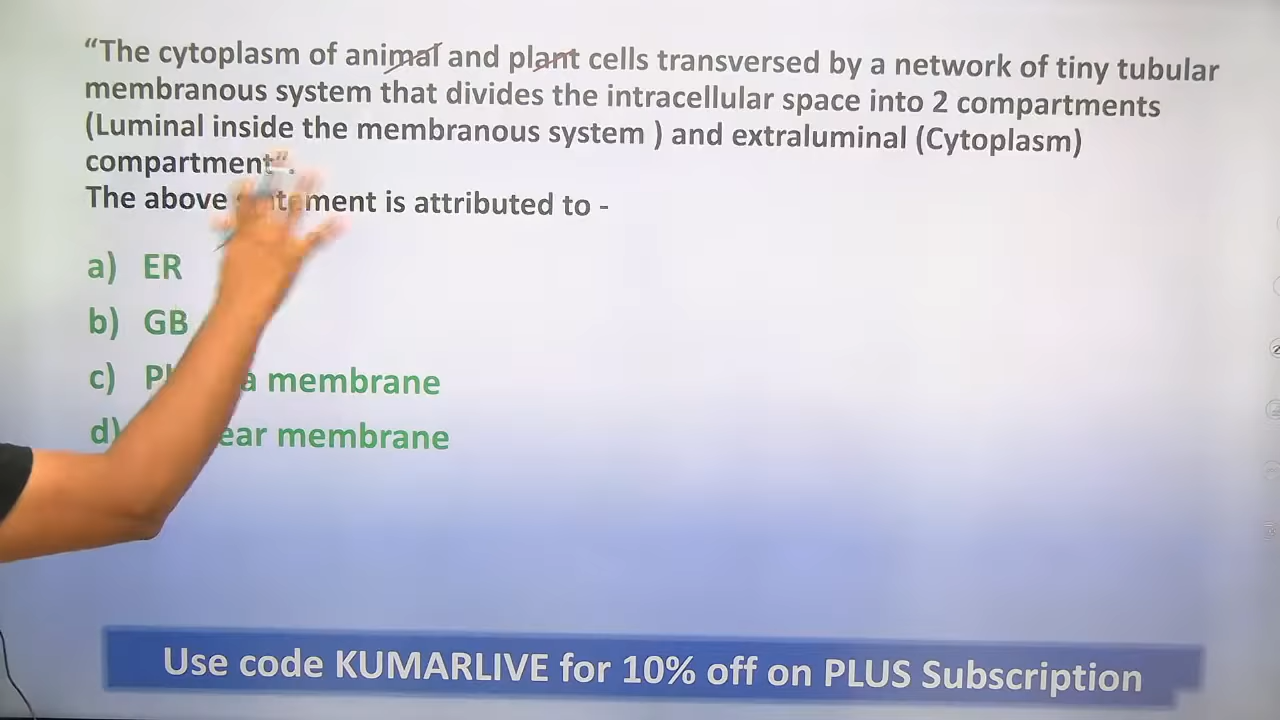 “The cytoplasm of animal and plant cells transversed by a network of tiny tubular
membranous system that divides the intracellular space into 2 compartments
(Luminal inside the membranous system ) and extraluminal (Cytoplasm)
compartment”.
The above is attributed to -
a) ER
b) GB
c) membrane
d) membrane
Use code KUMARLIVE for 10% off on PLUS Subscription